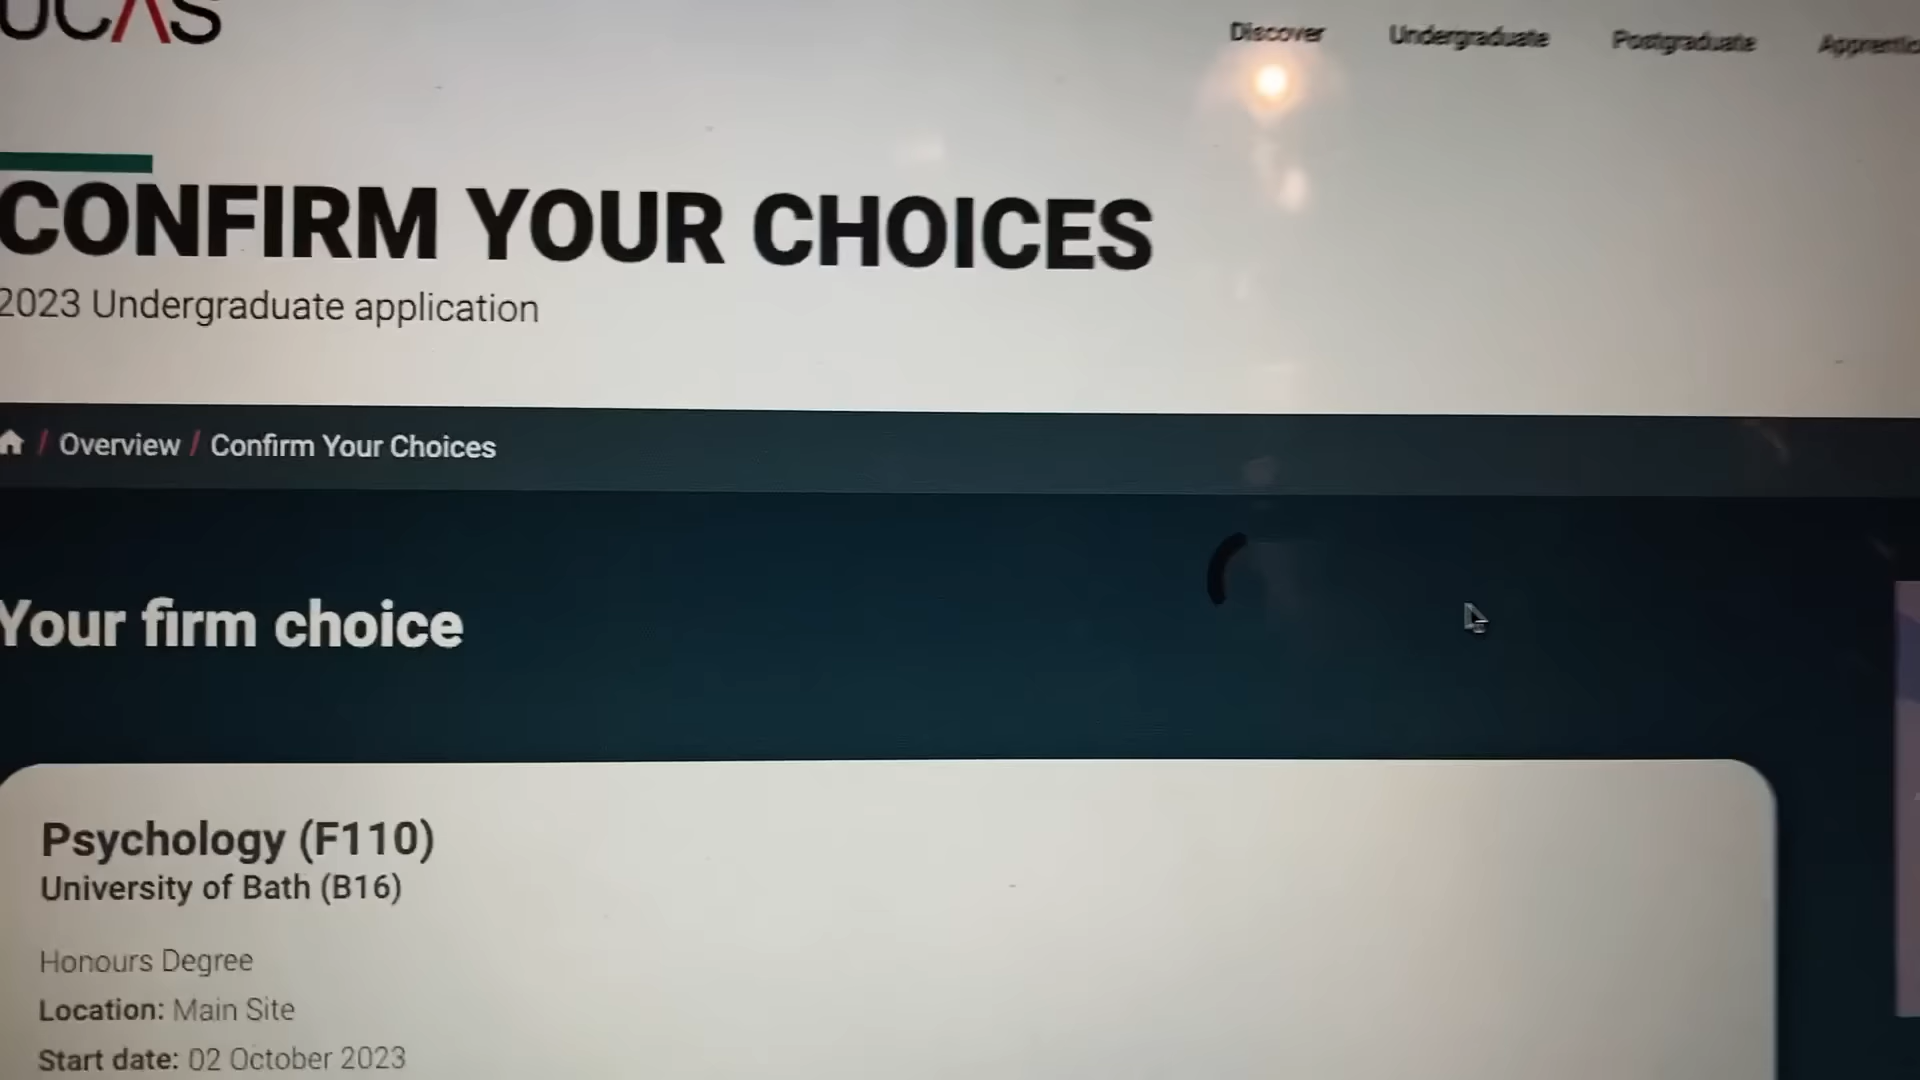 UCAS
Discover Undergraduate Postgraduate
CONFIRM YOUR CHOICES
2023 Undergraduate application
/ Overview / Confirm Your Choices
Your firm choice
Psychology (F110)
University of Bath (B16)
Honours Degree
Location: Main Site
Start date: 02 October 2023